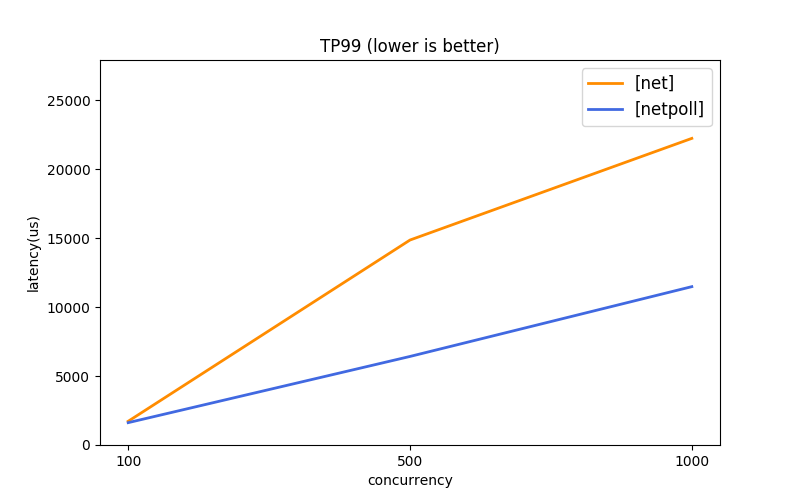 TP99 (lower is better)
[net]
[netpoll]
25000
20000
15000
10000
5000
0
latency(us)
100 500 1000
concurrency